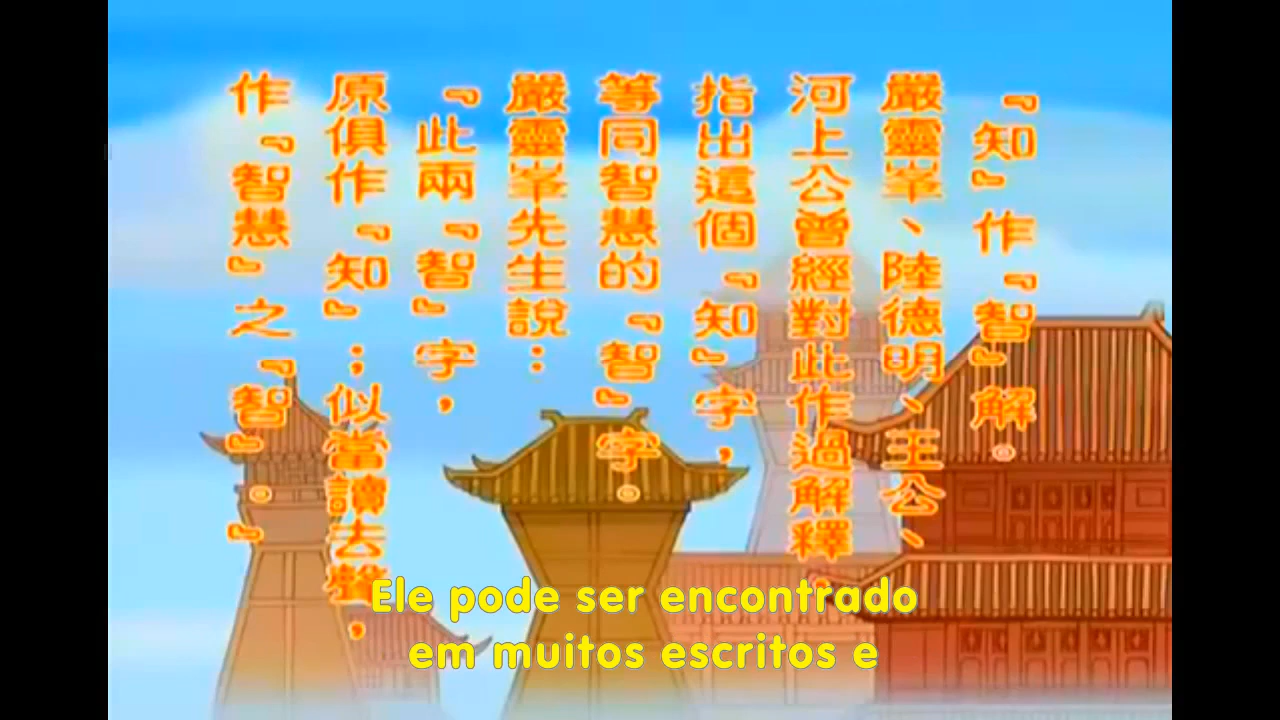 『知』作『智』解。
嚴靈峯、陸德明、王公、
河上公曾經對此作過解釋，
指出這個『知』字，
等同智慧的『智』字。
嚴靈峯先生說：
『此兩『智』字，
原俱作『知』；似當讀去聲，
作『智慧』之『智』。』
Ele pode ser encontrado
em muitos escritos e